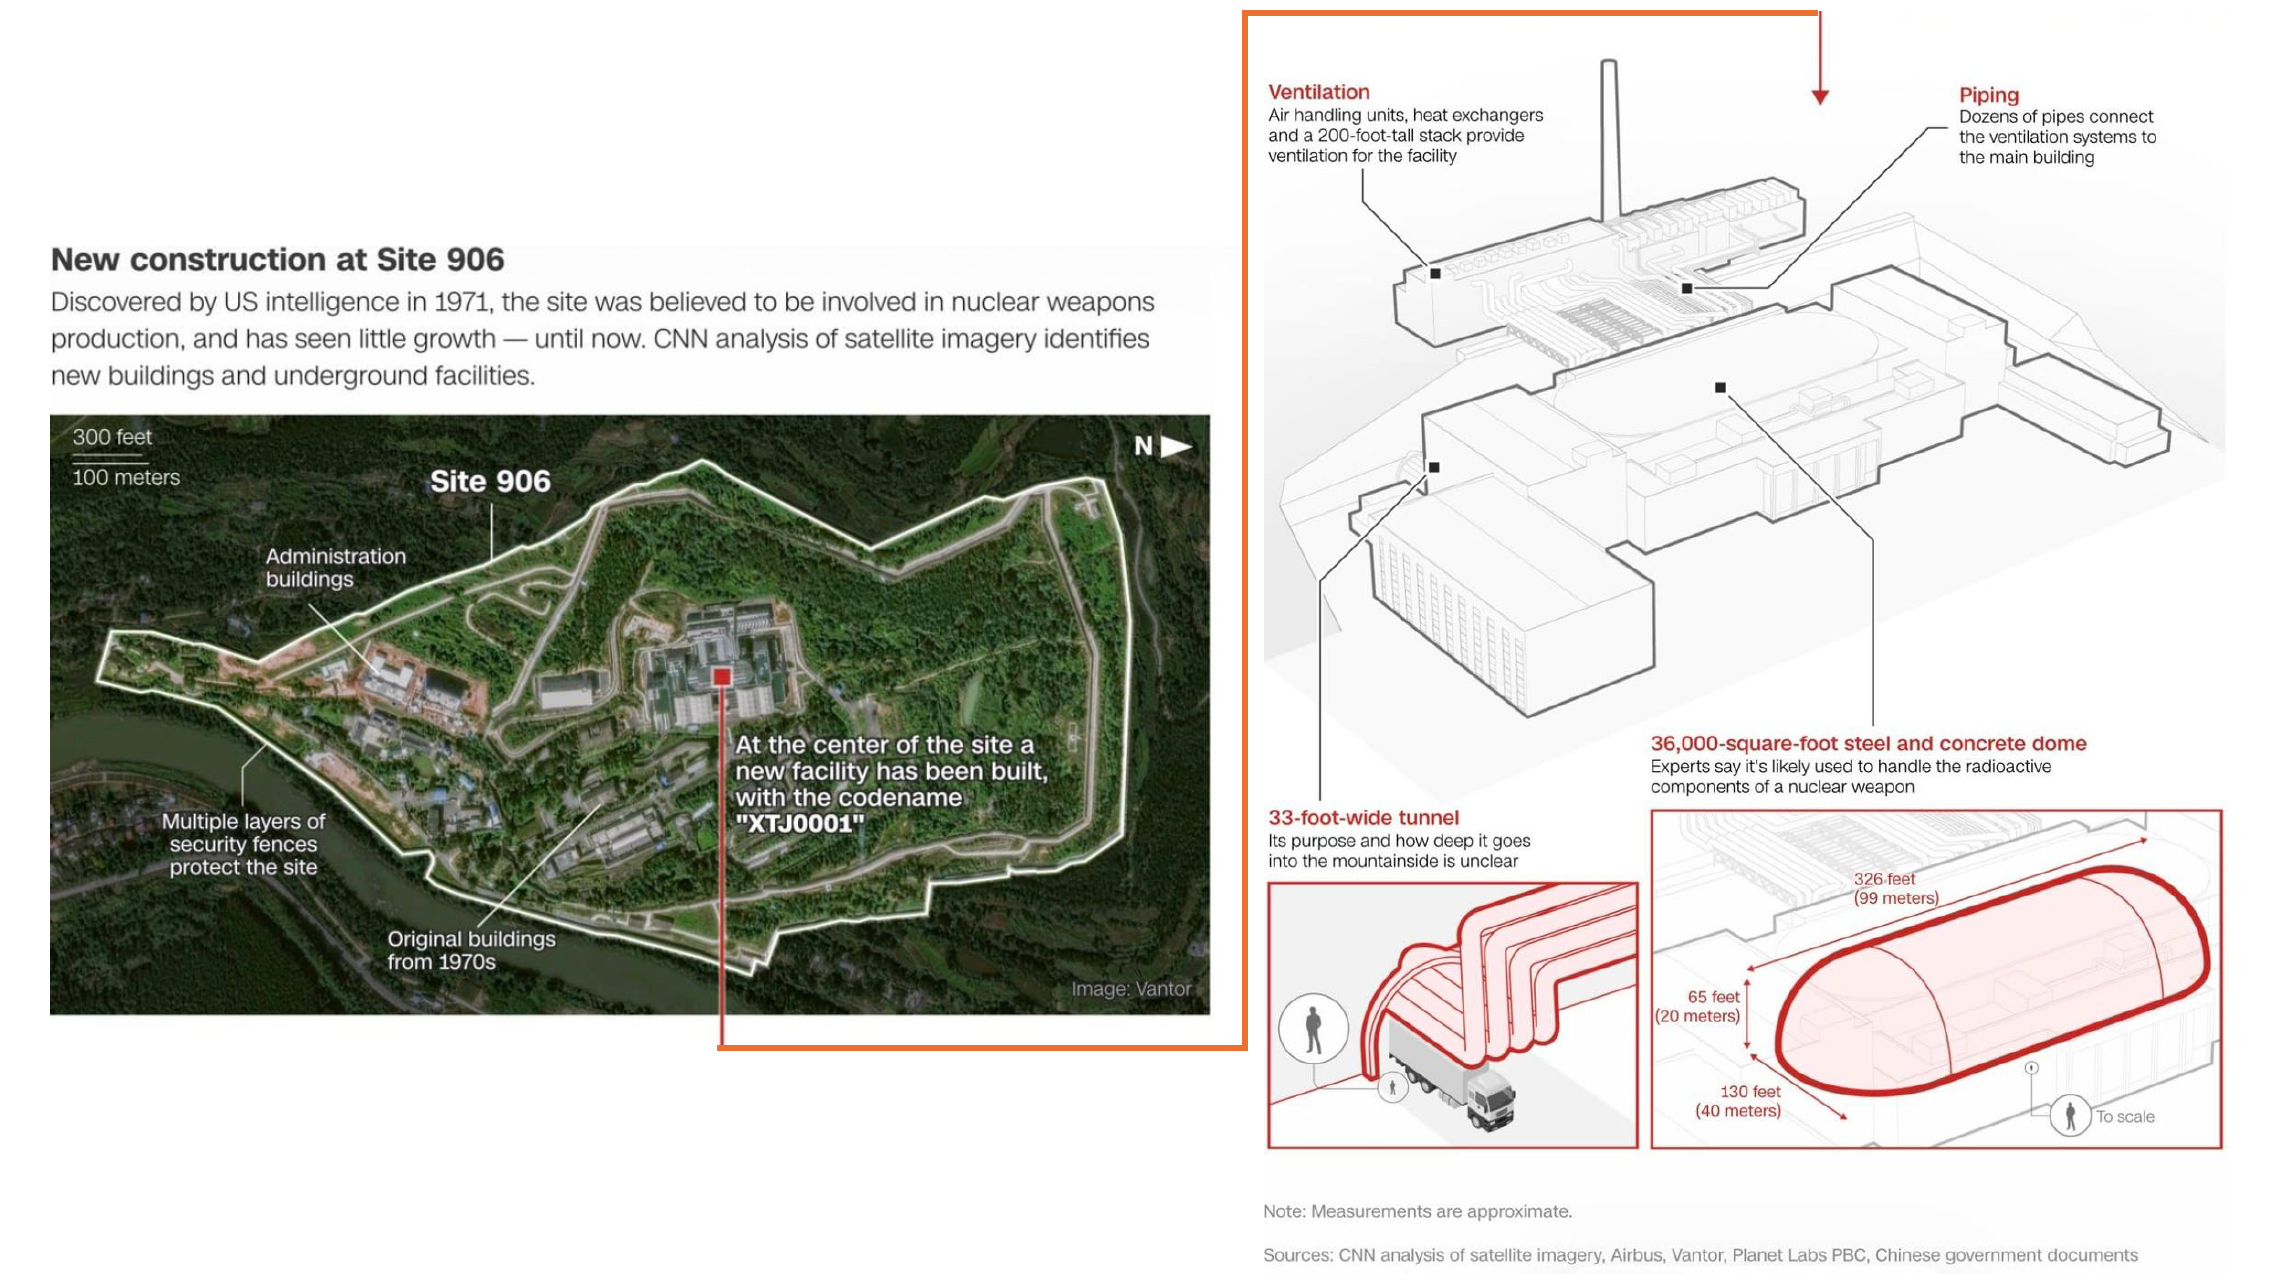 New construction at Site 906
Discovered by US intelligence in 1971, the site was believed to be involved in nuclear weapons
production, and has seen little growth — until now. CNN analysis of satellite imagery identifies
new buildings and underground facilities.
300 feet
100 meters
N
Site 906
Administration
buildings
At the center of the site a
new facility has been built,
with the codename
"XTJ0001"
Multiple layers of
security fences
protect the site
Original buildings
from 1970s
Image: Vantor
Ventilation
Air handling units, heat exchangers
and a 200-foot-tall stack provide
ventilation for the facility
Piping
Dozens of pipes connect
the ventilation systems to
the main building
33-foot-wide tunnel
Its purpose and how deep it goes
into the mountainside is unclear
36,000-square-foot steel and concrete dome
Experts say it's likely used to handle the radioactive
components of a nuclear weapon
326 feet
(99 meters)
65 feet
(20 meters)
130 feet
(40 meters)
To scale
Note: Measurements are approximate.
Sources: CNN analysis of satellite imagery, Airbus, Vantor, Planet Labs PBC, Chinese government documents